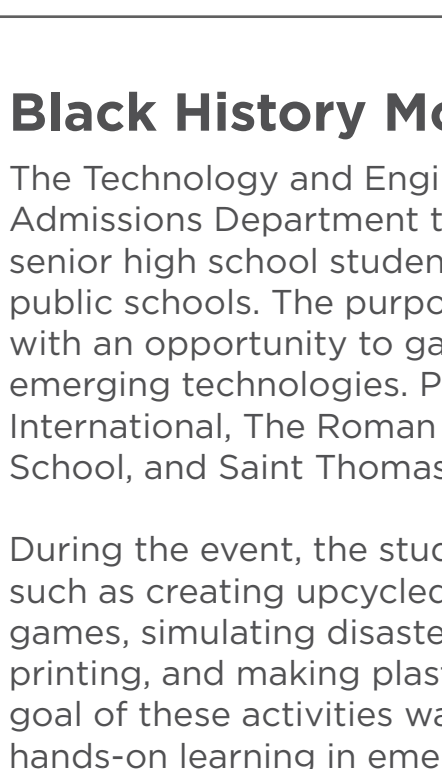 Black History Mo
The Technology and Engi
Admissions Department t
senior high school studen
public schools. The purpo
with an opportunity to ga
emerging technologies. P
International, The Roman
School, and Saint Thomas
During the event, the stud
such as creating upcycled
games, simulating disaste
printing, and making plast
goal of these activities wa
hands-on learning in eme